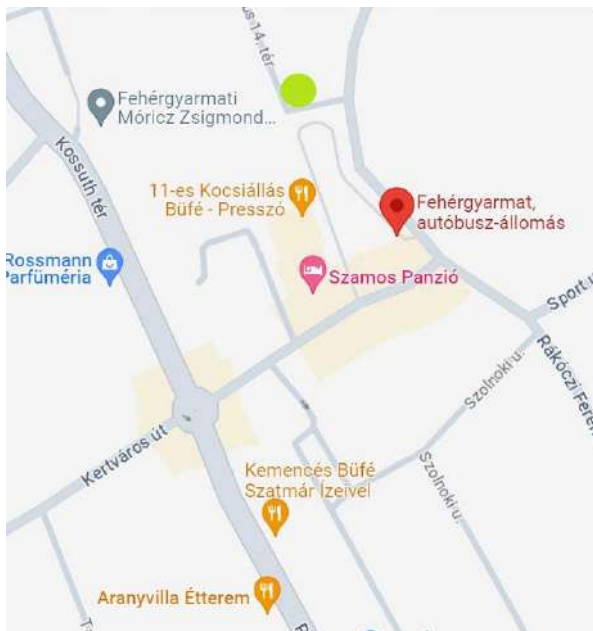 us 14. tér
Fehérgyarmati
Móricz Zsigmond...
Kossuth tér
11-es Kocsiállás
Büfé - Presszó
Fehérgyarmat,
autóbusz-állomás
Rossmann
Parfüméria
Szamos Panzió
Sport u
Rákóczi Feren
Szolnoki u.
Kertváros út
Szolnoki u.
Kemencés Büfé
Szatmár Ízeivel
Aranyvilla Étterem